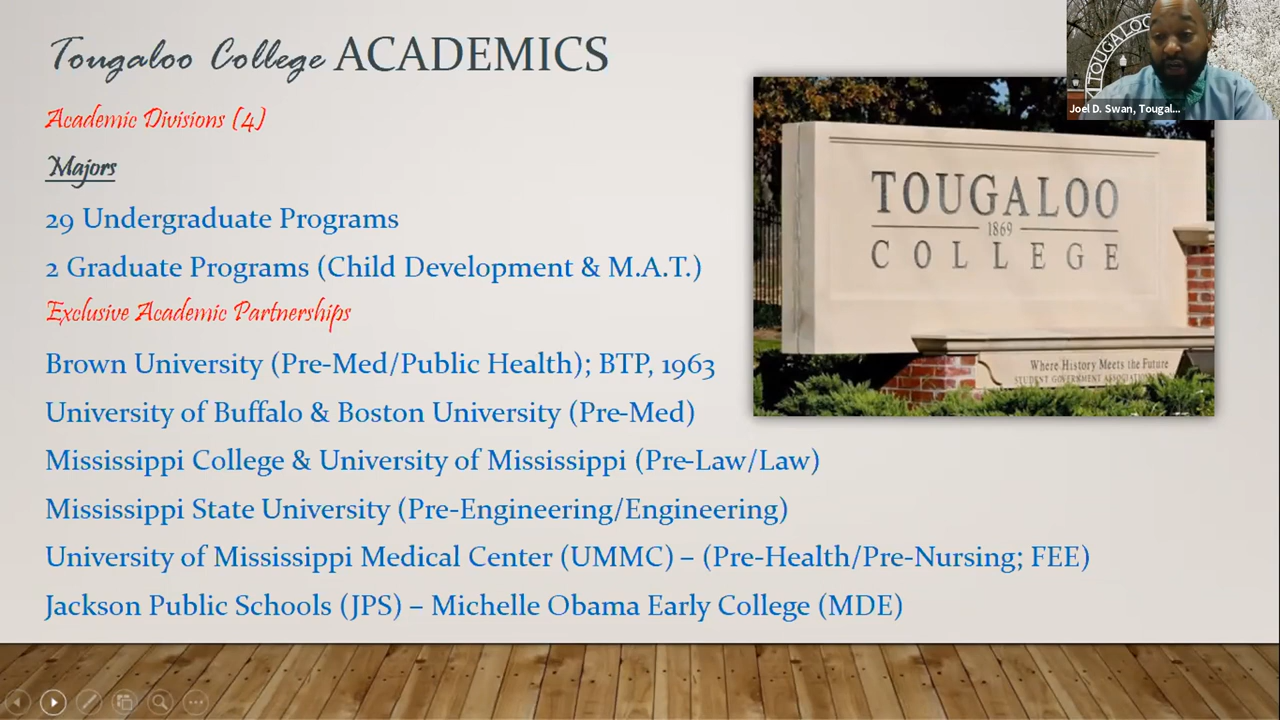 Tougaloo College ACADEMICS
Academic Divisions (4)
Majors
29 Undergraduate Programs
2 Graduate Programs (Child Development & M.A.T.)
Exclusive Academic Partnerships
Brown University (Pre-Med/Public Health); BTP, 1963
University of Buffalo & Boston University (Pre-Med)
Mississippi College & University of Mississippi (Pre-Law/Law)
Mississippi State University (Pre-Engineering/Engineering)
University of Mississippi Medical Center (UMMC) – (Pre-Health/Pre-Nursing; FEE)
Jackson Public Schools (JPS) – Michelle Obama Early College (MDE)
TOUGALOO
1869
COLLEGE
Where History Meets the Future
STUDENT GOVERNMENT
TOUGALOO
Joel D. Swan, Tougal...